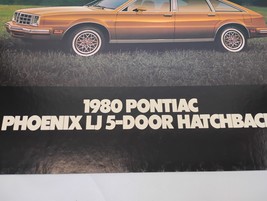 1980 PONTIAC
PHOENIX LJ 5-DOOR HATCHBACK